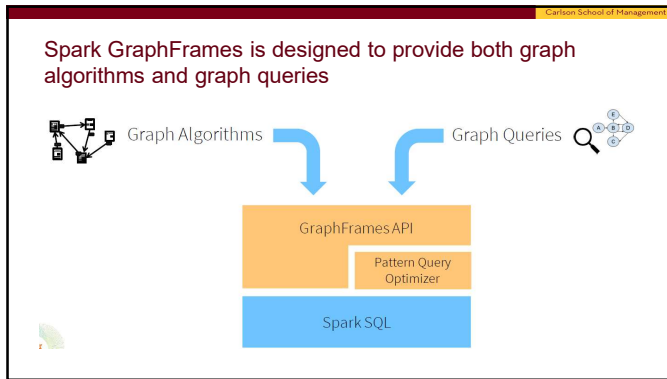 Carlson School of Management
Spark GraphFrames is designed to provide both graph
algorithms and graph queries
Graph Algorithms
Graph Queries
E
A B D
C
GraphFrames API
Pattern Query
Optimizer
Spark SQL
r